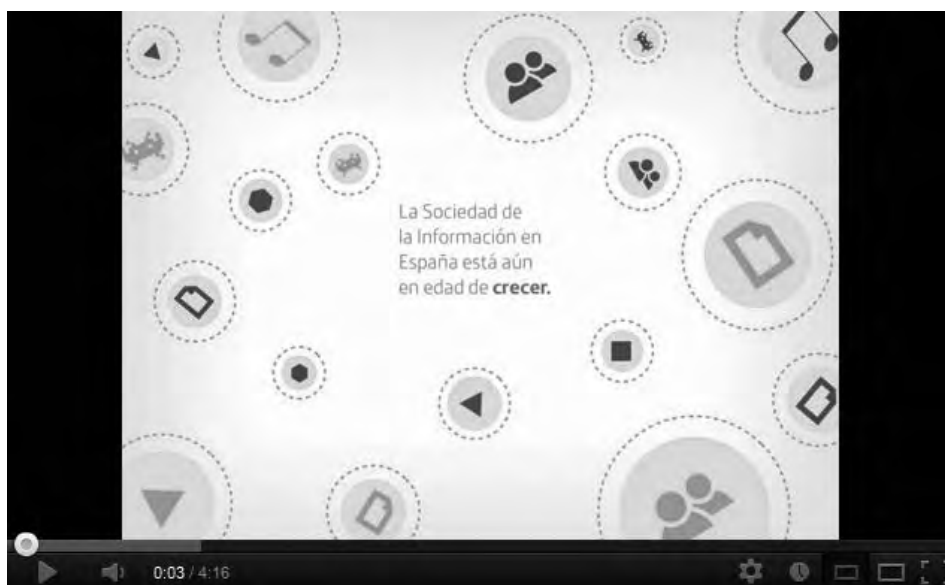 La Sociedad de
la Información en
España está aún
en edad de crecer.
0:03 / 4:16